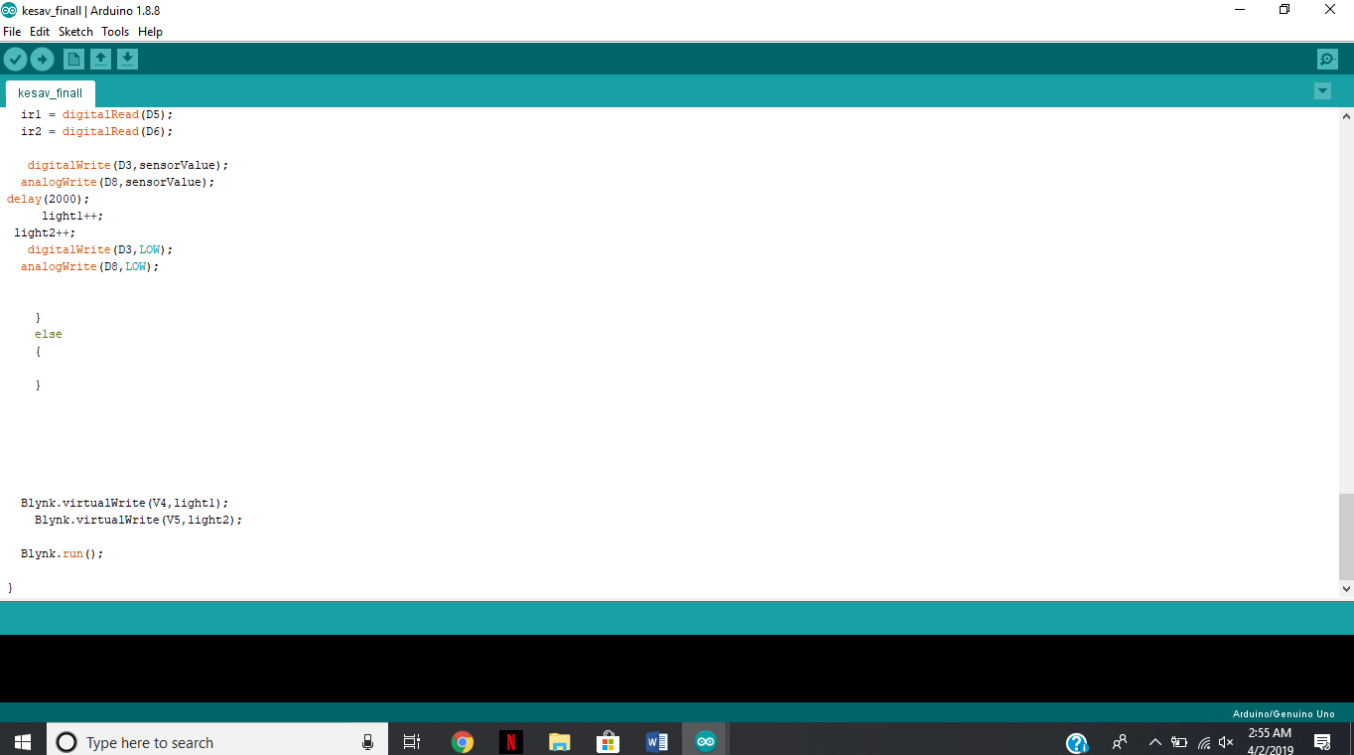 kesav_finall | Arduino 1.8.8
File Edit Sketch Tools Help
kesav_finall
ir1 = digitalRead(D5);
ir2 = digitalRead(D6);
digitalWrite(D3,sensorValue);
analogWrite(D8,sensorValue);
delay(2000);
light1++;
light2++;
digitalWrite(D3,LOW);
analogWrite(D8,LOW);
}
else
{
}
Blynk.virtualWrite(V4,light1);
Blynk.virtualWrite(V5,light2);
Blynk.run();
}
Arduino/Genuino Uno
Type here to search
N
W
2:55 AM
4/2/2019